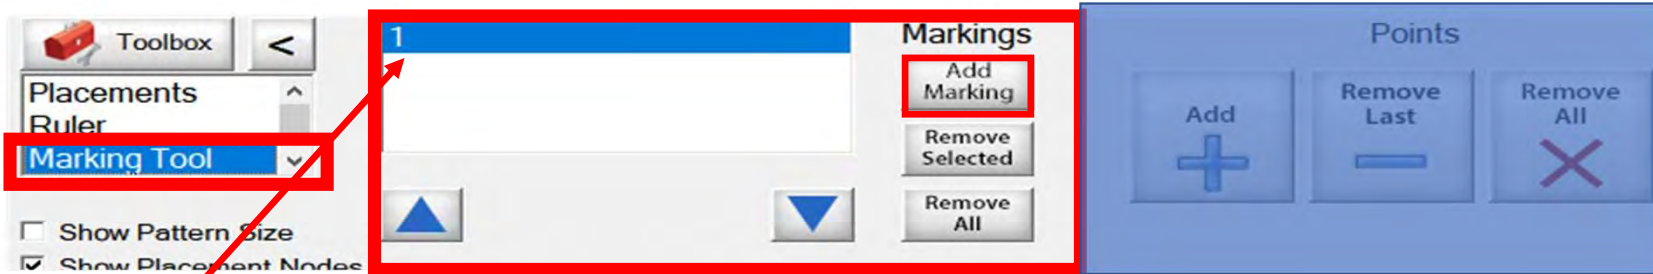 Toolbox
<
Placements
Ruler
Marking Tool
Show Pattern Size
Show Placement Nodes
1
Markings
Add
Marking
Remove
Selected
Remove
All
Points
Add
Remove
Last
Remove
All